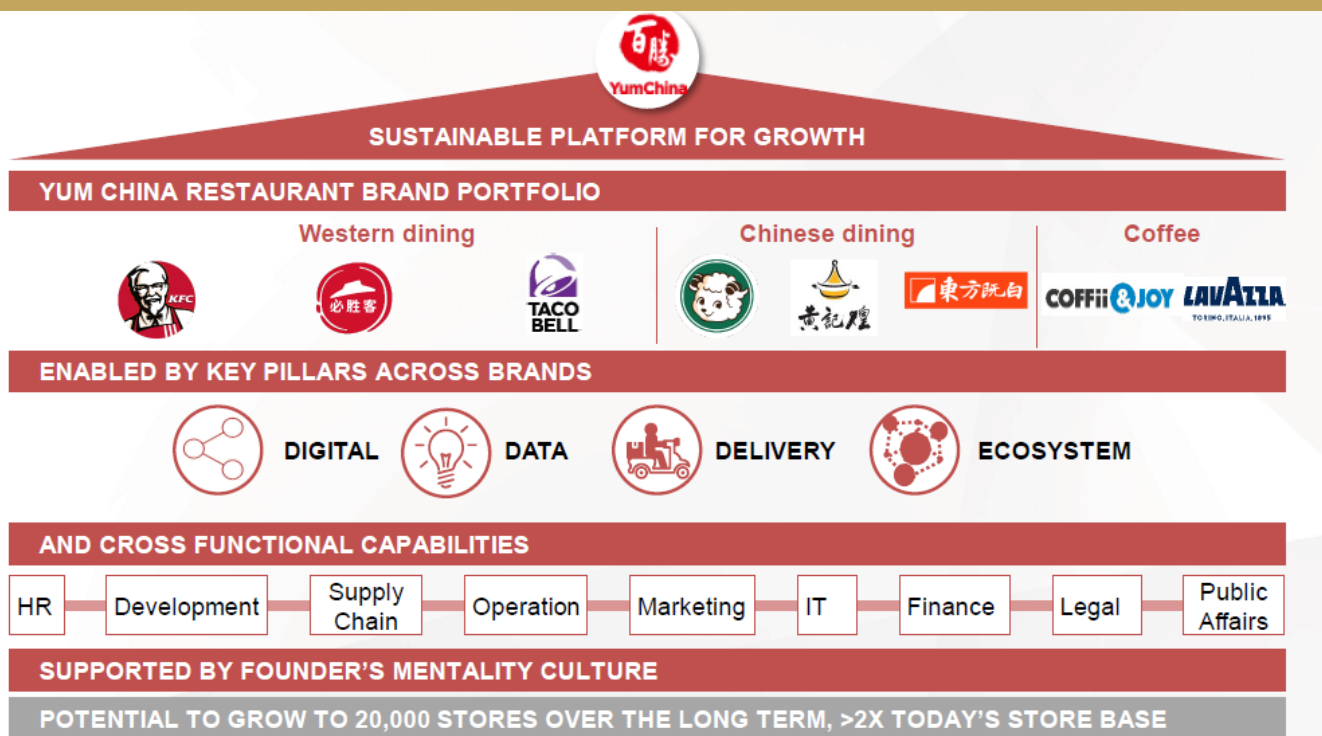 百胜
YumChina
SUSTAINABLE PLATFORM FOR GROWTH
YUM CHINA RESTAURANT BRAND PORTFOLIO
Western dining
Chinese dining
Coffee
KFC
必胜客
TACO
BELL
黄記煌
東方既白
COFFii & JOY
LAVAZZA
TORINO, ITALIA, 1895
ENABLED BY KEY PILLARS ACROSS BRANDS
DIGITAL
DATA
DELIVERY
ECOSYSTEM
AND CROSS FUNCTIONAL CAPABILITIES
HR
Development
Supply
Chain
Operation
Marketing
IT
Finance
Legal
Public
Affairs
SUPPORTED BY FOUNDER’S MENTALITY CULTURE
POTENTIAL TO GROW TO 20,000 STORES OVER THE LONG TERM, >2X TODAY’S STORE BASE